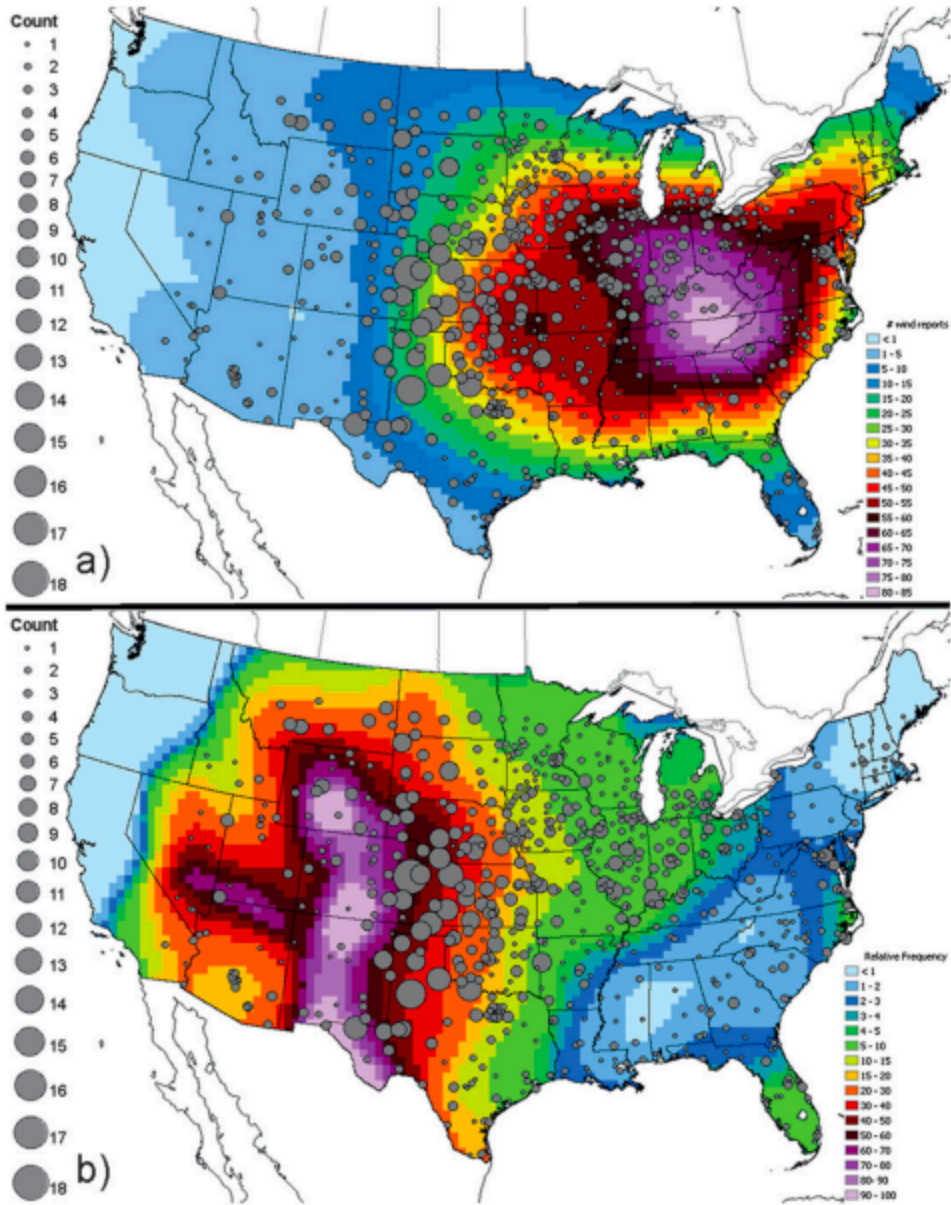 Count
1
2
3
4
5
6
7
8
9
10
11
12
13
14
15
16
17
18
a)
# wind reports
< 1
1 - 5
5 - 10
10 - 15
15 - 20
20 - 25
25 - 30
30 - 35
35 - 40
40 - 45
45 - 50
50 - 55
55 - 60
60 - 65
65 - 70
70 - 75
75 - 80
80 - 85
Count
1
2
3
4
5
6
7
8
9
10
11
12
13
14
15
16
17
18
b)
Relative Frequency
< 1
1 - 2
2 - 3
3 - 4
4 - 5
5 - 10
10 - 15
15 - 20
20 - 30
30 - 40
40 - 50
50 - 60
60 - 70
70 - 80
80- 90
90 - 100